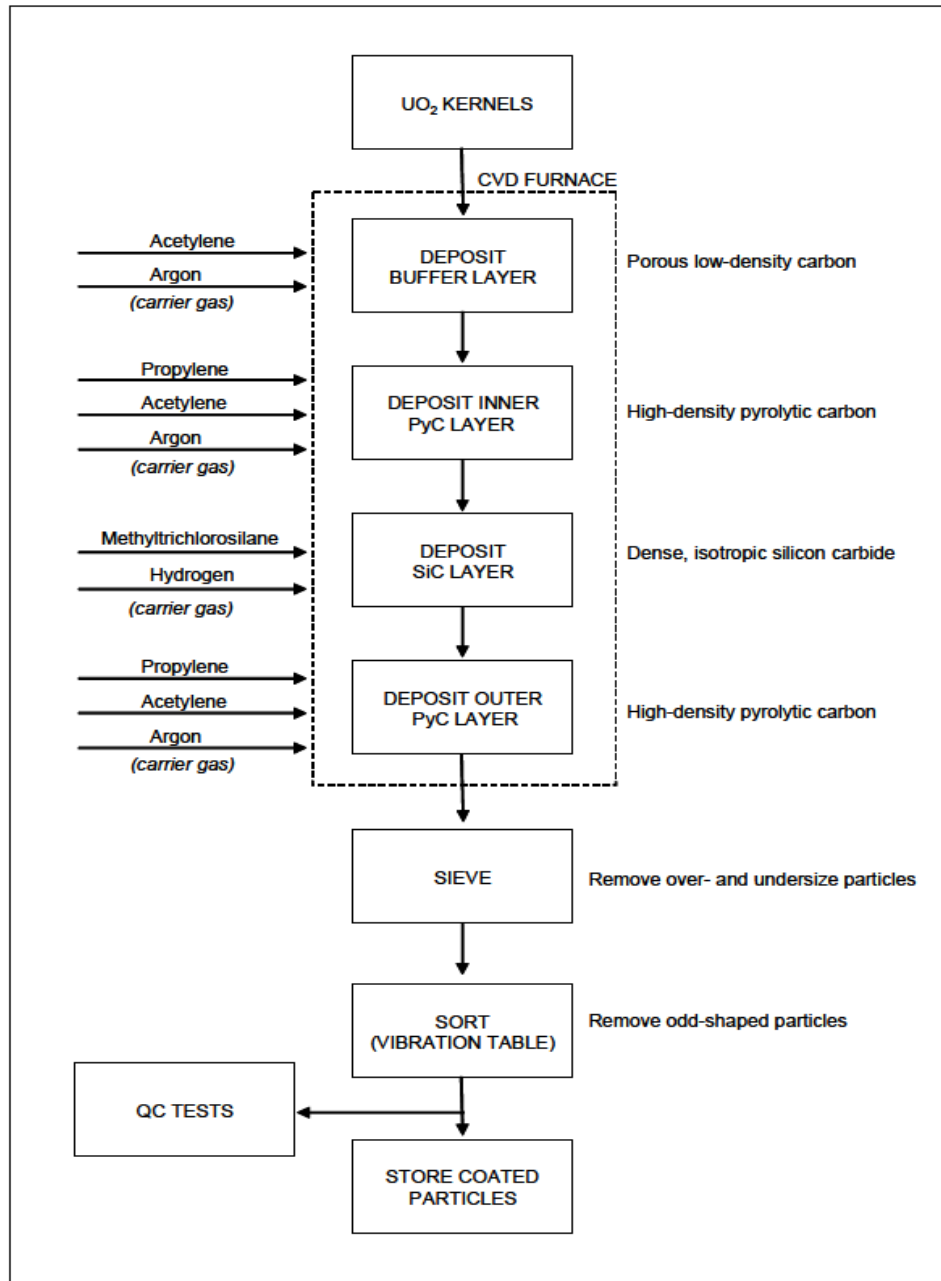 UO₂ KERNELS
CVD FURNACE
Acetylene
Argon
(carrier gas)
DEPOSIT
BUFFER LAYER
Porous low-density carbon
Propylene
Acetylene
Argon
(carrier gas)
DEPOSIT INNER
PyC LAYER
High-density pyrolytic carbon
Methyltrichlorosilane
Hydrogen
(carrier gas)
DEPOSIT
SiC LAYER
Dense, isotropic silicon carbide
Propylene
Acetylene
Argon
(carrier gas)
DEPOSIT OUTER
PyC LAYER
High-density pyrolytic carbon
SIEVE
Remove over- and undersize particles
SORT
(VIBRATION TABLE)
Remove odd-shaped particles
QC TESTS
STORE COATED
PARTICLES